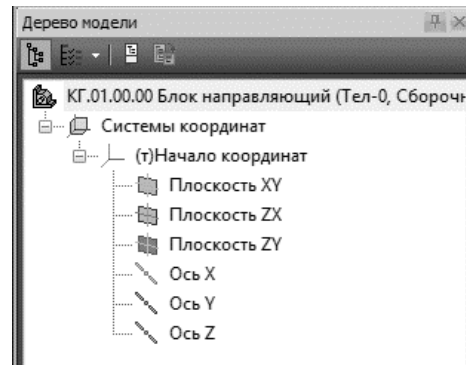 Дерево модели
КГ.01.00.00 Блок направляющий (Тел-0, Сборочн
Системы координат
(т)Начало координат
Плоскость XY
Плоскость ZX
Плоскость ZY
Ось X
Ось Y
Ось Z